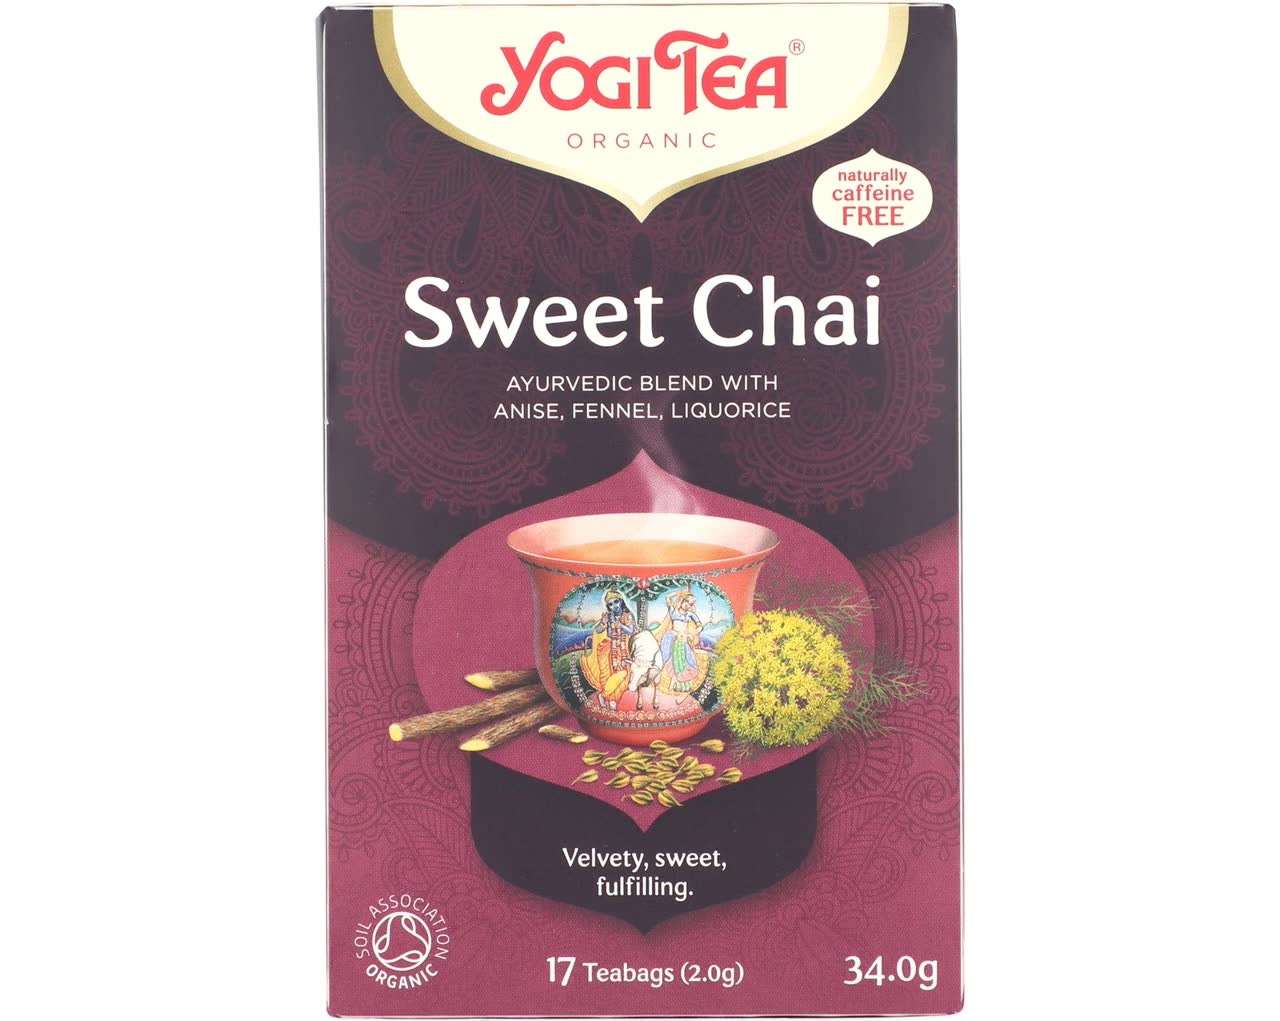 YOGI TEA®
ORGANIC
naturally
caffeine
FREE
Sweet Chai
AYURVEDIC BLEND WITH
ANISE, FENNEL, LIQUORICE
Velvety, sweet,
fulfilling.
SOIL ASSOCIATION
ORGANIC
17 Teabags (2.0g)
34.0g